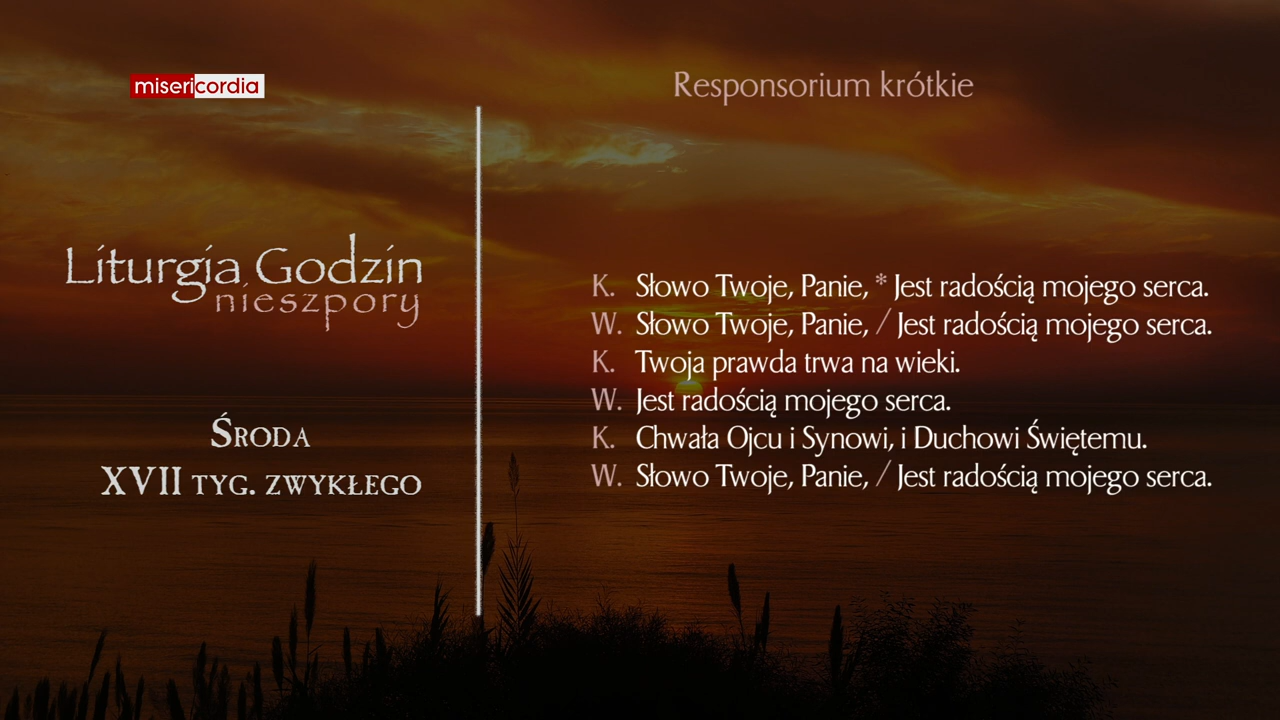 misericordia
Responsorium krótkie
Liturgia Godzin
nieszpory
Środa
XVII tyg. zwykłego
K. Słowo Twoje, Panie, * Jest radością mojego serca.
W. Słowo Twoje, Panie, / Jest radością mojego serca.
K. Twoja prawda trwa na wieki.
W. Jest radością mojego serca.
K. Chwała Ojcu i Synowi, i Duchowi Świętemu.
W. Słowo Twoje, Panie, / Jest radością mojego serca.